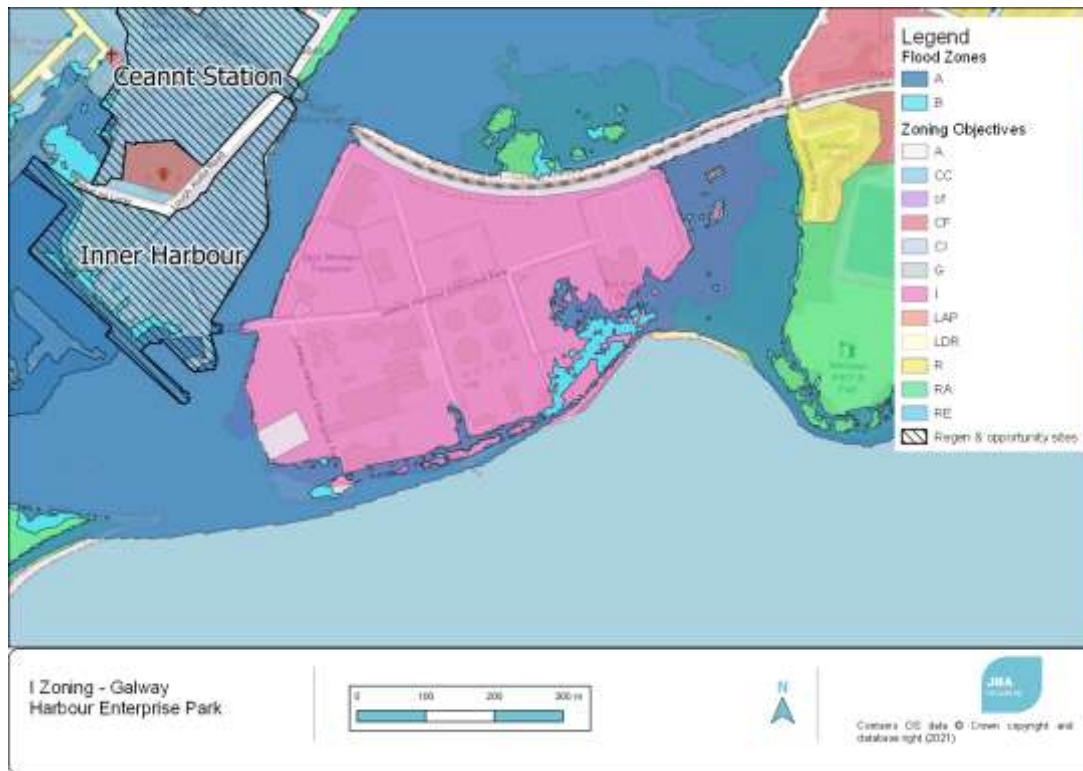 Ceannt Station
Inner Harbour
Legend
Flood Zones
A
B
Zoning Objectives
A
CC
cf
CF
CI
G
I
LAP
LDR
R
RA
RE
Regen & opportunity sites
I Zoning - Galway
Harbour Enterprise Park
0 100 200 300 m
N
JBA
Contains OS data © Crown copyright and
database right (2021)